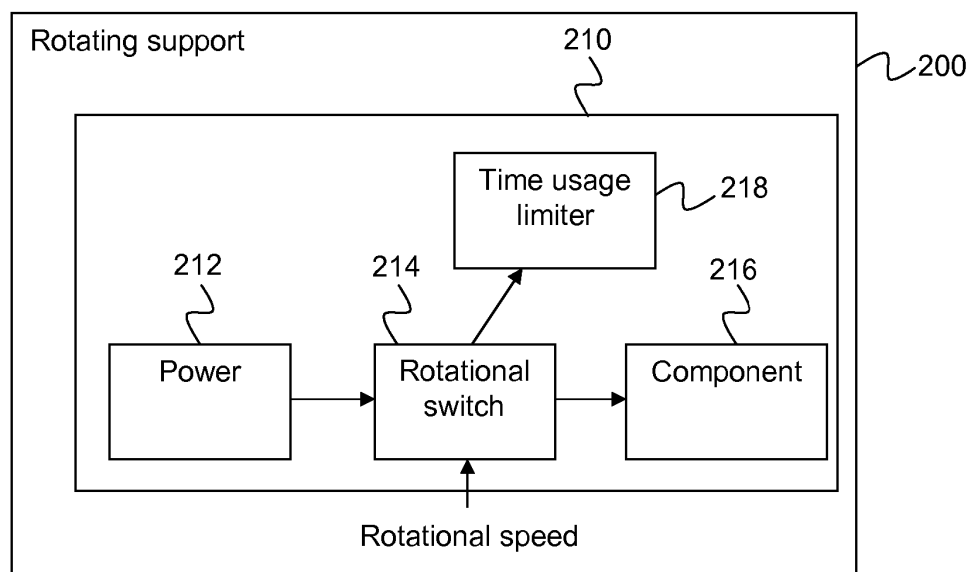 Rotating support
210
200
Time usage
limiter
218
212
214
216
Power
Rotational
switch
Component
Rotational speed